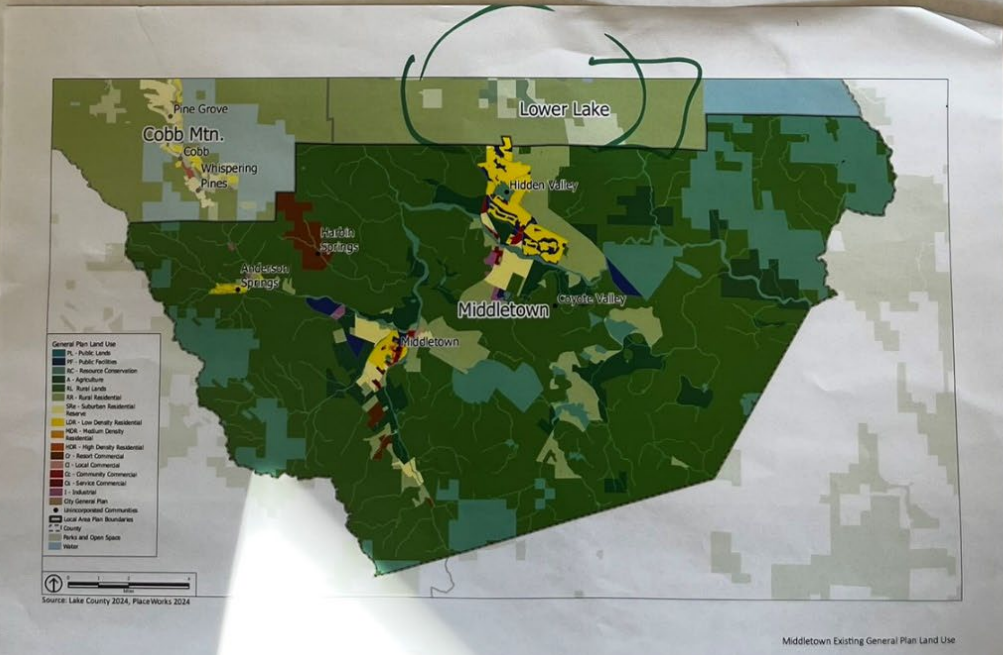 Lower Lake
Pine Grove
Cobb Mtn.
Cobb
Whispering
Pines
Hidden Valley
Harbin
Springs
Anderson
Springs
Coyote Valley
Middletown
Middletown
General Plan Land Use
PL - Public Lands
PF - Public Facilities
RC - Resource Conservation
A - Agriculture
RL Rural Lands
RR - Rural Residential
SRe - Suburban Residential
Reserve
LDR - Low Density Residential
MDR - Medium Density
Residential
HDR - High Density Residential
Cr - Resort Commercial
Cl - Local Commercial
Cc - Community Commercial
Cs - Service Commercial
I - Industrial
City General Plan
Unincorporated Communities
Local Area Plan Boundaries
County
Parks and Open Space
Water
Miles
Source: Lake County 2024, PlaceWorks 2024
Middletown Existing General Plan Land Use